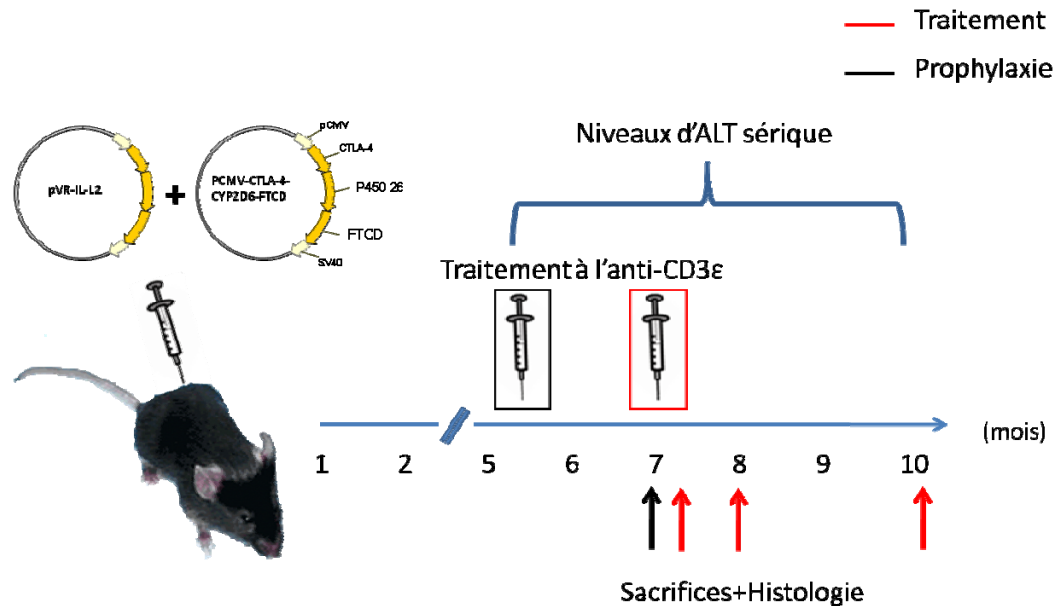 Traitement
Prophylaxie
Niveaux d'ALT sérique
pVR-IL-L2
+
PCMV-CTLA-4-
CYP2D6-FTCD
pCMV
CTLA-4
P450 26
FTCD
SV40
Traitement à l'anti-CD3ε
(mois)
1 2 5 6 7 8 9 10
Sacrifices+Histologie